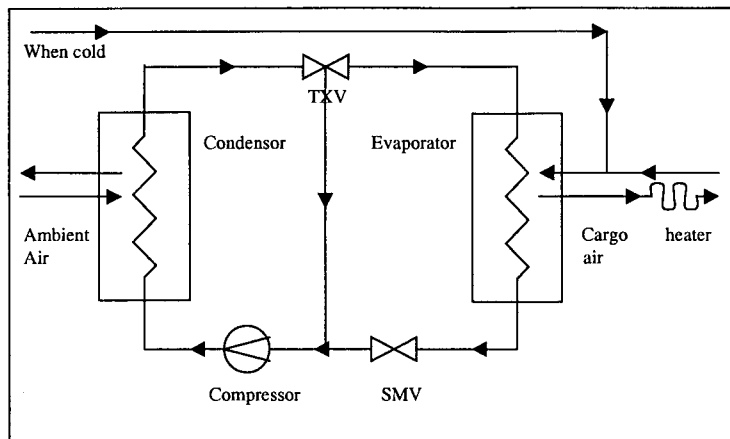 When cold
TXV
Condensor
Evaporator
Ambient
Air
Cargo
air
heater
Compressor
SMV